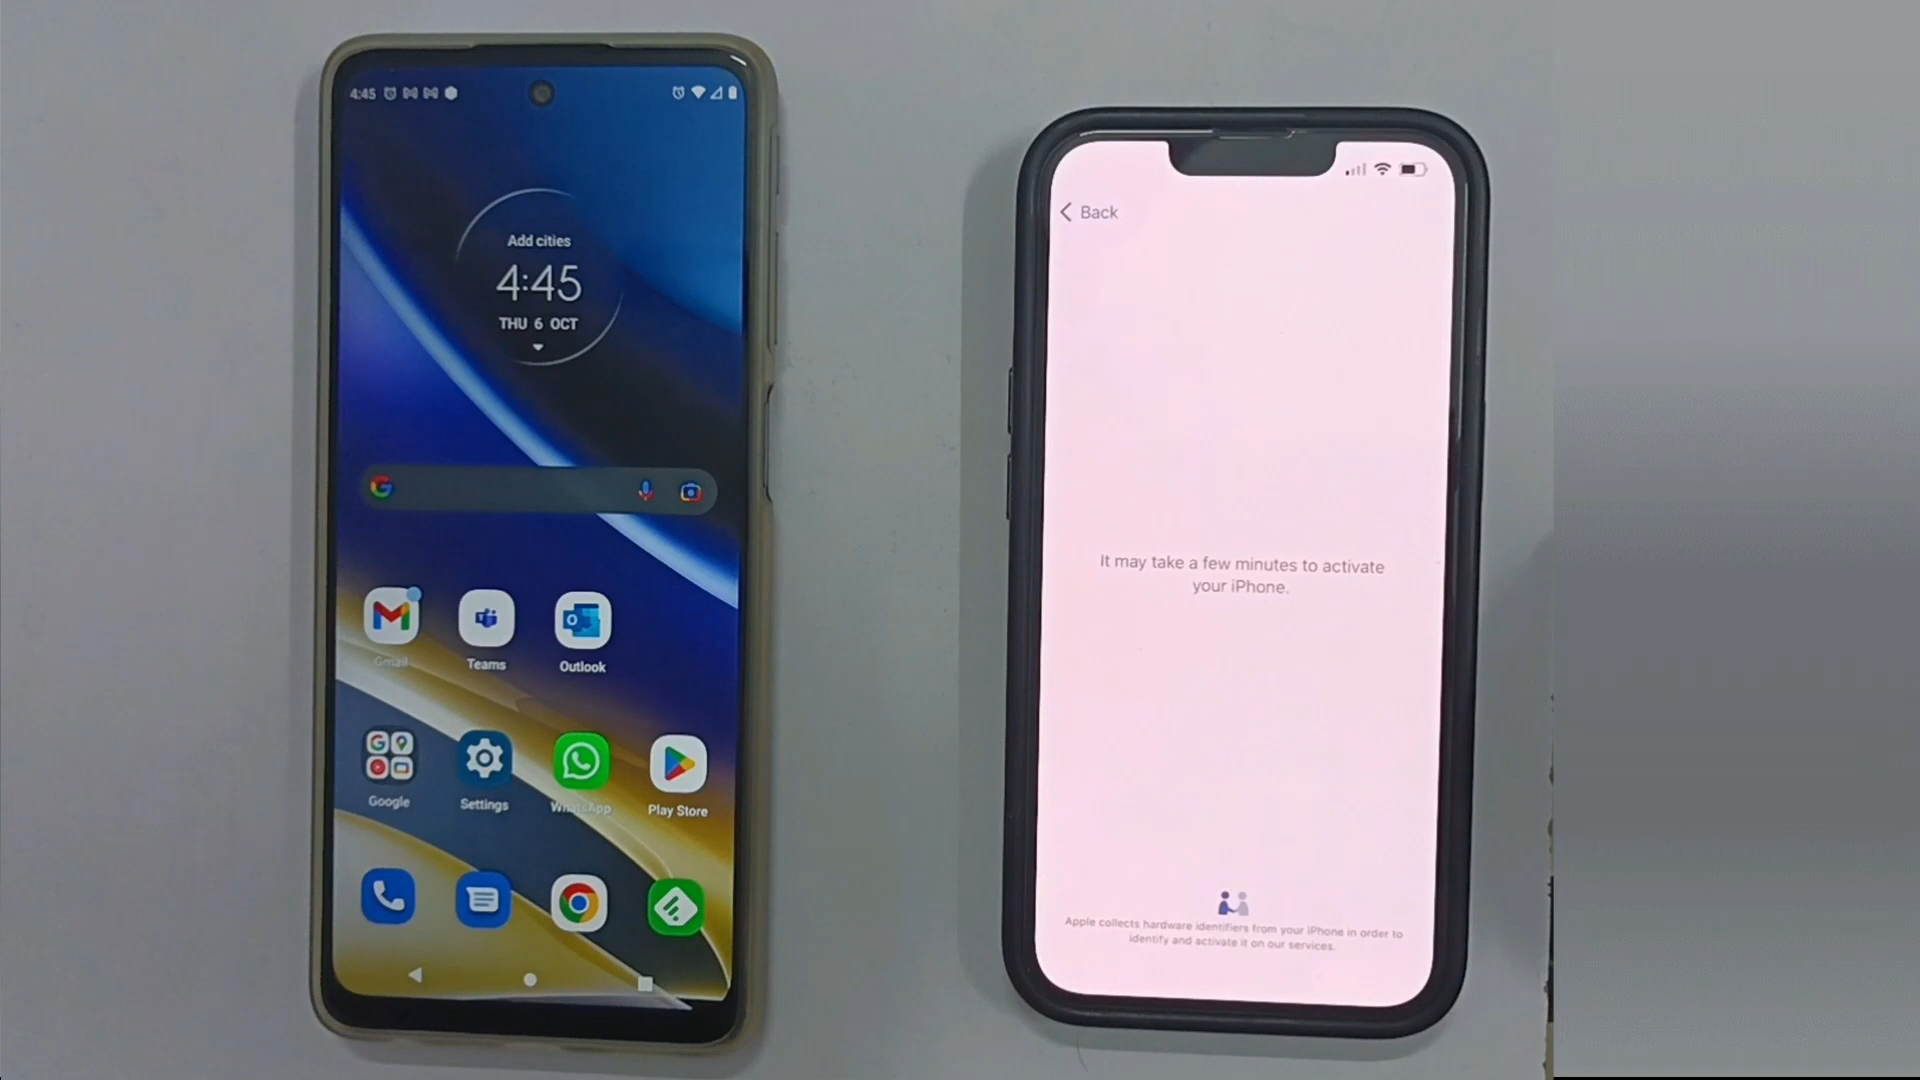 4:45
Add cities
4:45
THU 6 OCT
Gmail
Teams
Outlook
Google
Settings
WhatsApp
Play Store
Back
It may take a few minutes to activate
your iPhone.
Apple collects hardware identifiers from your iPhone in order to
identify and activate it on our services.